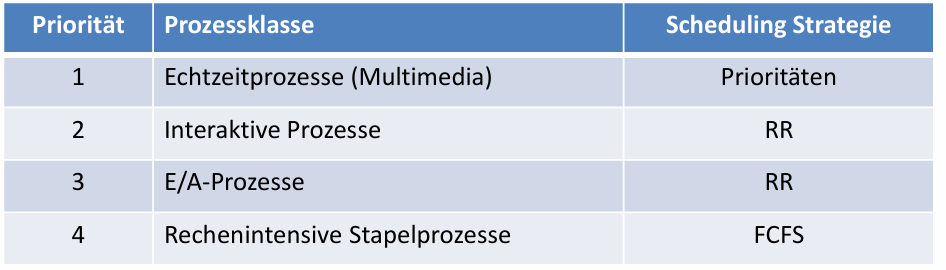 Priorität Prozessklasse Scheduling Strategie
1 Echtzeitprozesse (Multimedia) Prioritäten
2 Interaktive Prozesse RR
3 E/A-Prozesse RR
4 Rechenintensive Stapelprozesse FCFS